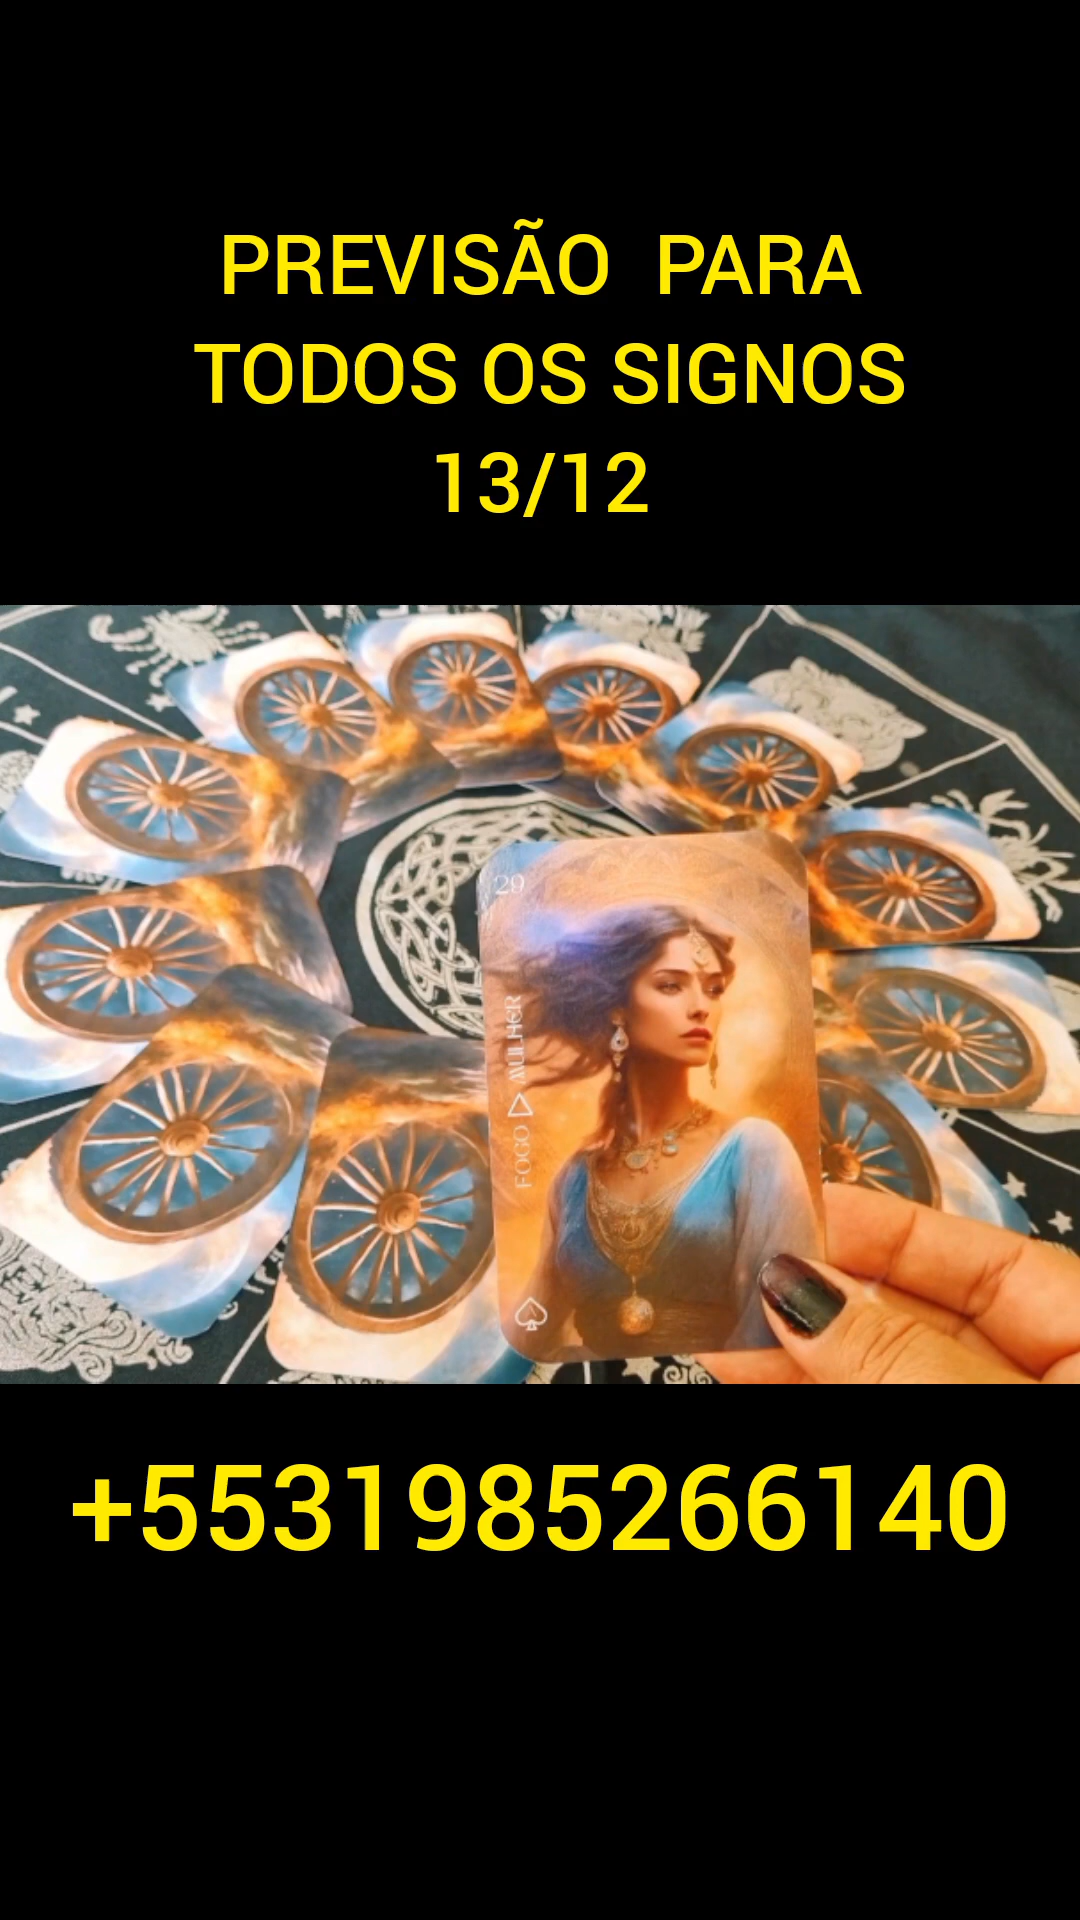 PREVISÃO PARA
TODOS OS SIGNOS
13/12
29
FOGO MULHER
+5531985266140